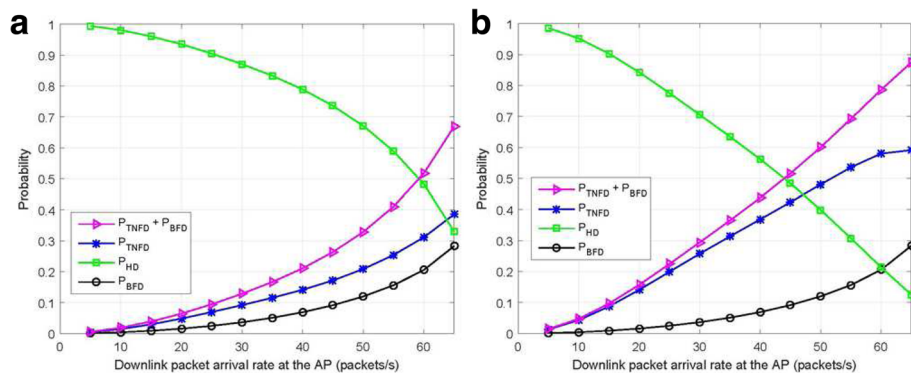 a
1
0.9
0.8
0.7
0.6
0.5
0.4
0.3
0.2
0.1
0
Probability
P_TNFD + P_BFD
P_TNFD
P_HD
P_BFD
0 10 20 30 40 50 60
Downlink packet arrival rate at the AP (packets/s)
b
1
0.9
0.8
0.7
0.6
0.5
0.4
0.3
0.2
0.1
0
Probability
P_TNFD + P_BFD
P_TNFD
P_HD
P_BFD
0 10 20 30 40 50 60
Downlink packet arrival rate at the AP (packets/s)